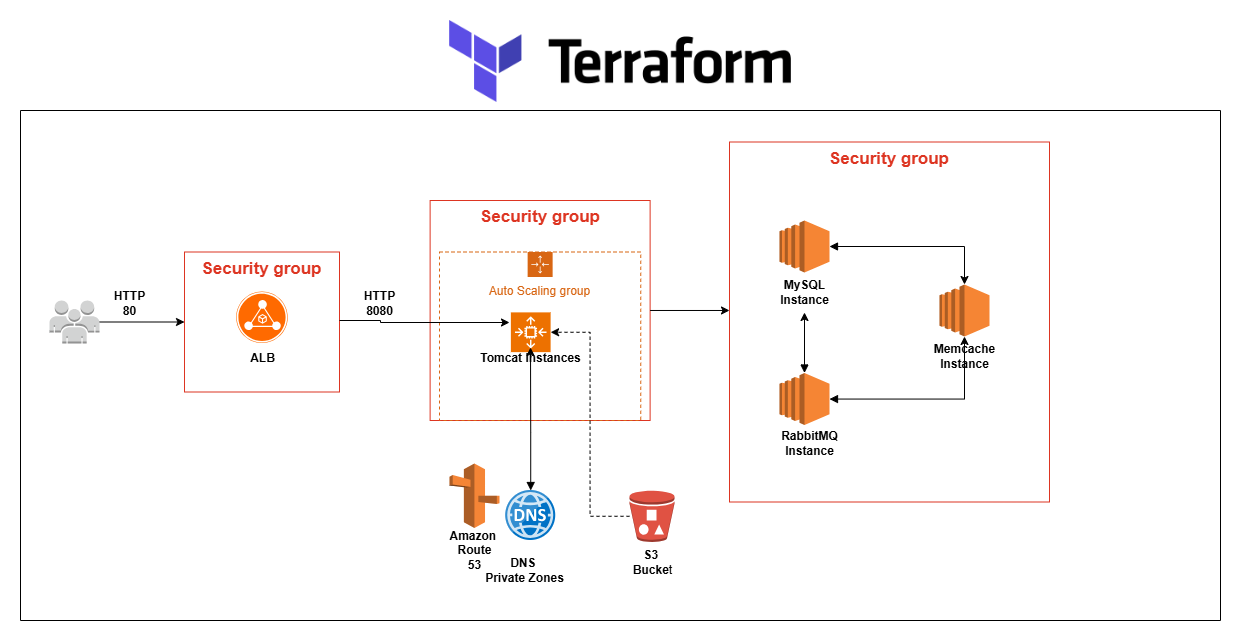 Terraform
HTTP
80
Security group
ALB
HTTP
8080
Security group
Auto Scaling group
Tomcat Instances
Security group
MySQL
Instance
Memcache
Instance
RabbitMQ
Instance
Amazon
Route
53
DNS
DNS
Private Zones
S3
Bucket